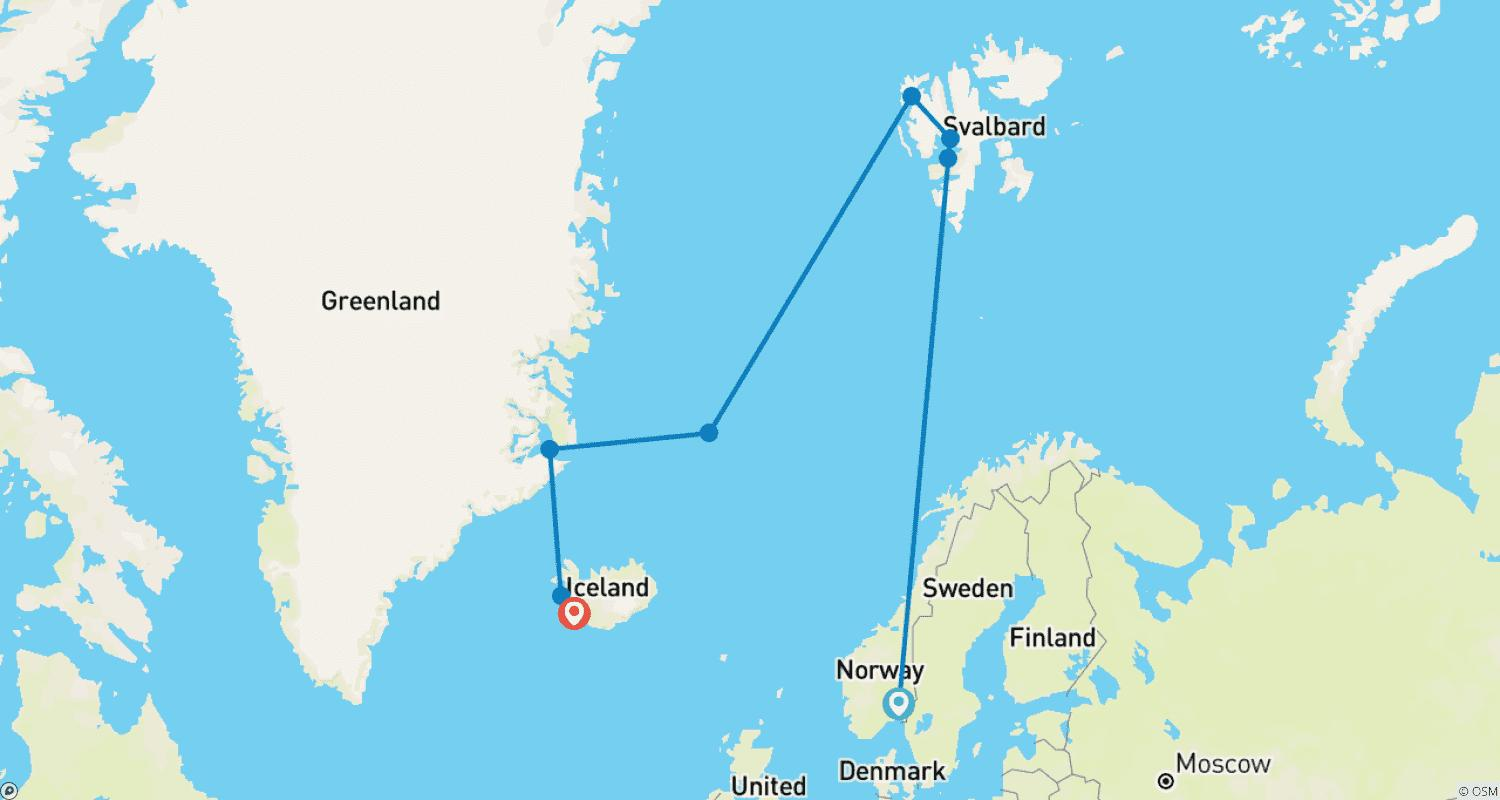 Svalbard
Greenland
Iceland
Sweden
Finland
Norway
Moscow
Denmark
United
© OSM